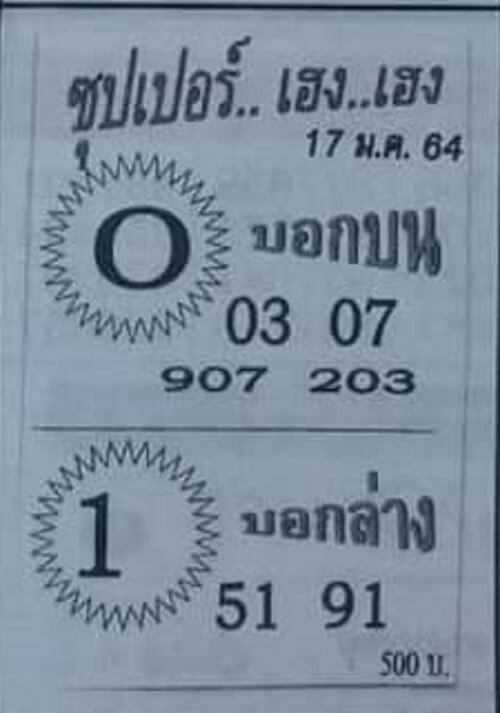 ซุปเปอร์.. เฮง..เฮง
17 ม.ค. 64
0
บอกบน
03 07
907 203
1
บอกล่าง
51 91
500 บ.